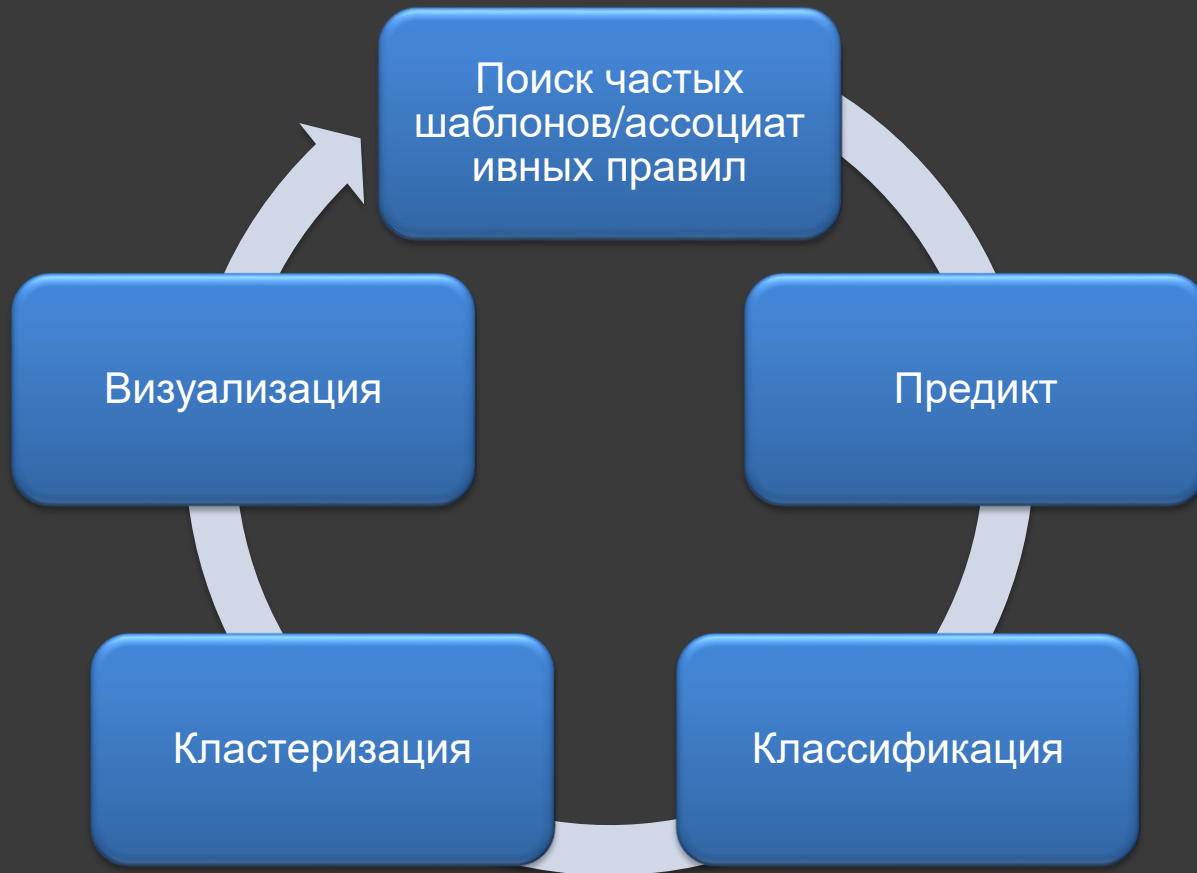 Поиск частых
шаблонов/ассоциат
ивных правил
Визуализация
Предикт
Кластеризация
Классификация